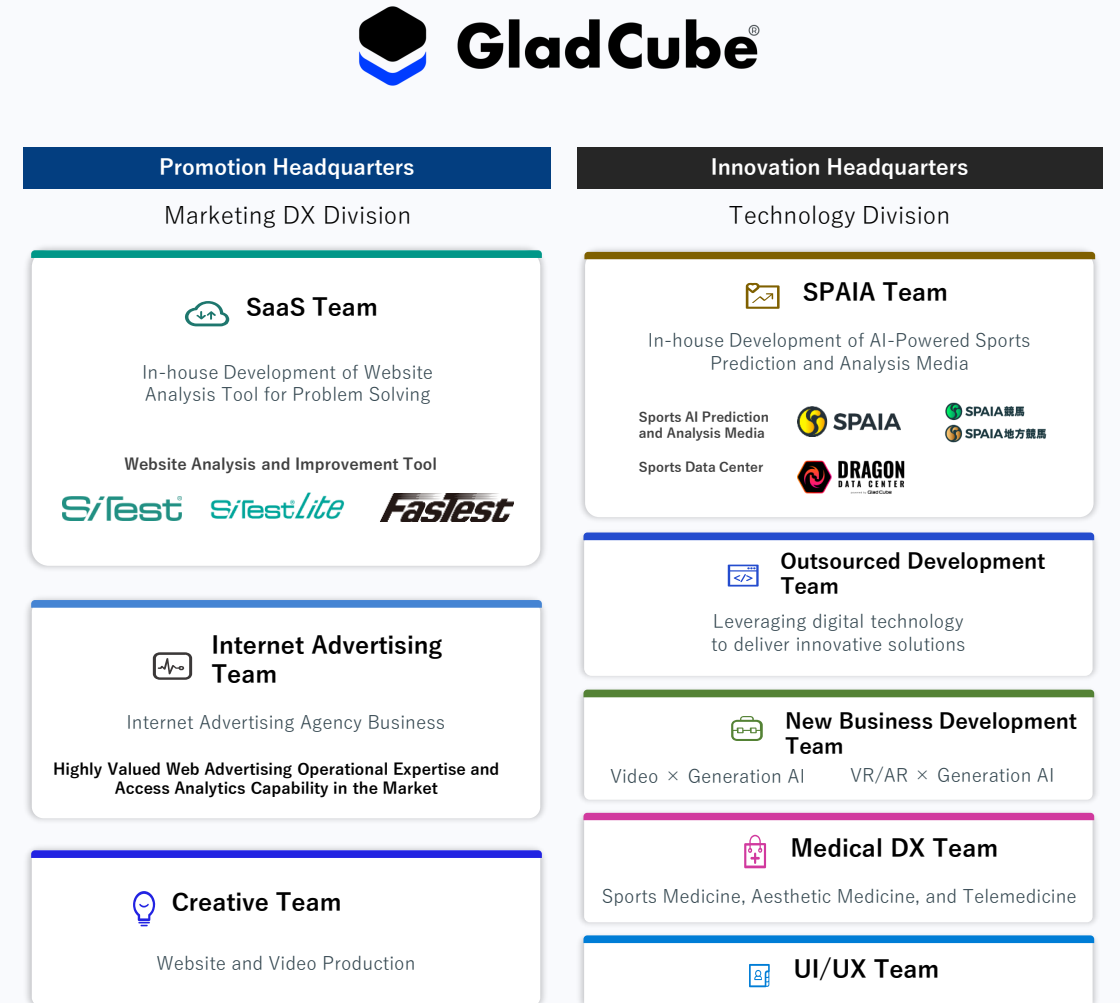 GladCube®
Promotion Headquarters
Marketing DX Division
SaaS Team
In-house Development of Website
Analysis Tool for Problem Solving
Website Analysis and Improvement Tool
SiTest® SiTest® Lite FasTest
Internet Advertising
Team
Internet Advertising Agency Business
Highly Valued Web Advertising Operational Expertise and
Access Analytics Capability in the Market
Creative Team
Website and Video Production
Innovation Headquarters
Technology Division
SPAIA Team
In-house Development of AI-Powered Sports
Prediction and Analysis Media
Sports AI Prediction
and Analysis Media
SPAIA
SPAIA競馬
SPAIA地方競馬
Sports Data Center
DRAGON
DATA CENTER
powered by GladCube
Outsourced Development
Team
</>
Leveraging digital technology
to deliver innovative solutions
New Business Development
Team
Video × Generation AI VR/AR × Generation AI
Medical DX Team
Sports Medicine, Aesthetic Medicine, and Telemedicine
UI/UX Team